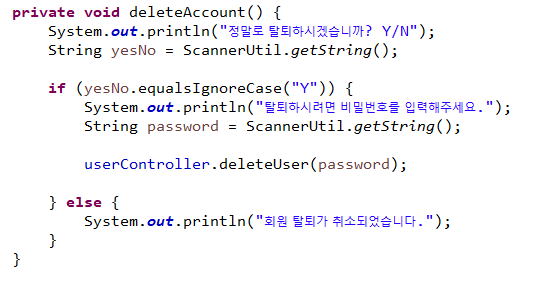 private void deleteAccount() {
    System.out.println("정말로 탈퇴하시겠습니까? Y/N");
    String yesNo = ScannerUtil.getString();

    if (yesNo.equalsIgnoreCase("Y")) {
        System.out.println("탈퇴하시려면 비밀번호를 입력해주세요.");
        String password = ScannerUtil.getString();

        userController.deleteUser(password);

    } else {
        System.out.println("회원 탈퇴가 취소되었습니다.");
    }
}